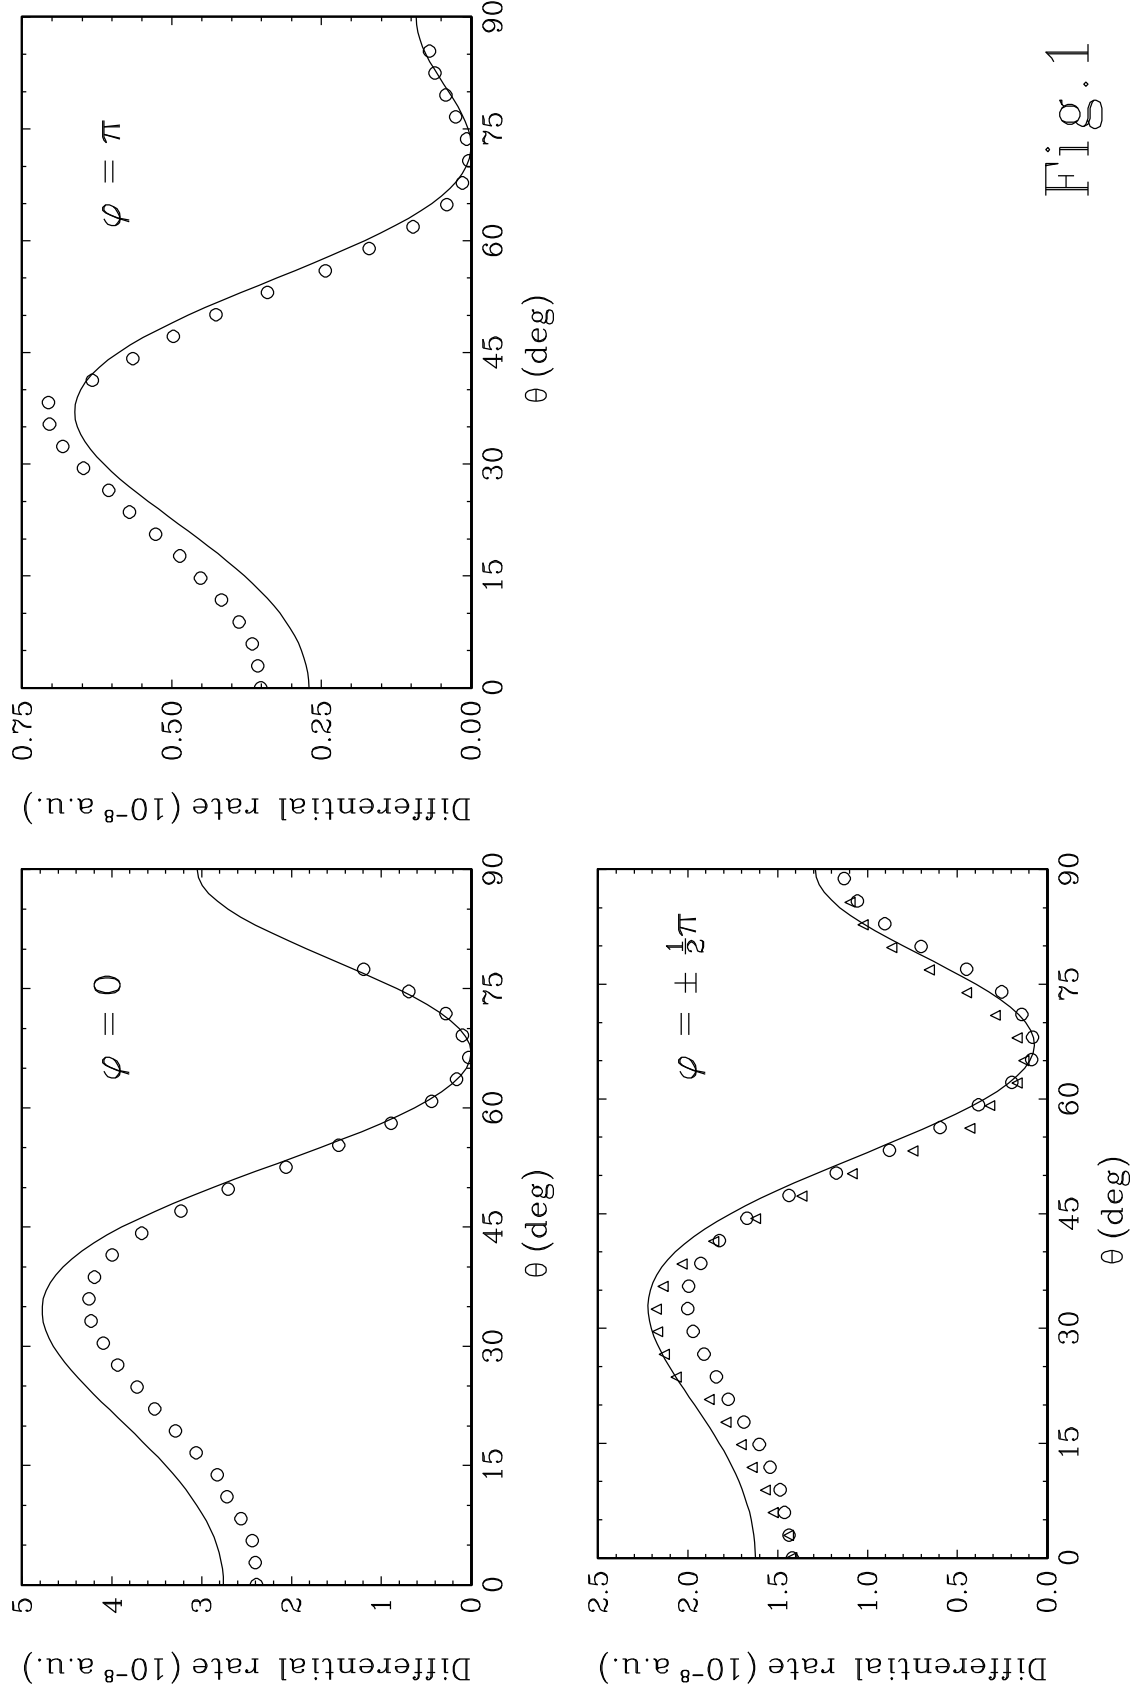 φ = 0
5
4
3
2
1
0
0 15 30 45 60 75 90
θ (deg)
Differential rate (10⁻⁸ a.u.)
φ = π
0.75
0.50
0.25
0.00
0 15 30 45 60 75 90
θ (deg)
Differential rate (10⁻⁸ a.u.)
φ = ± ½π
2.5
2.0
1.5
1.0
0.5
0.0
0 15 30 45 60 75 90
θ (deg)
Differential rate (10⁻⁸ a.u.)
Fig. 1